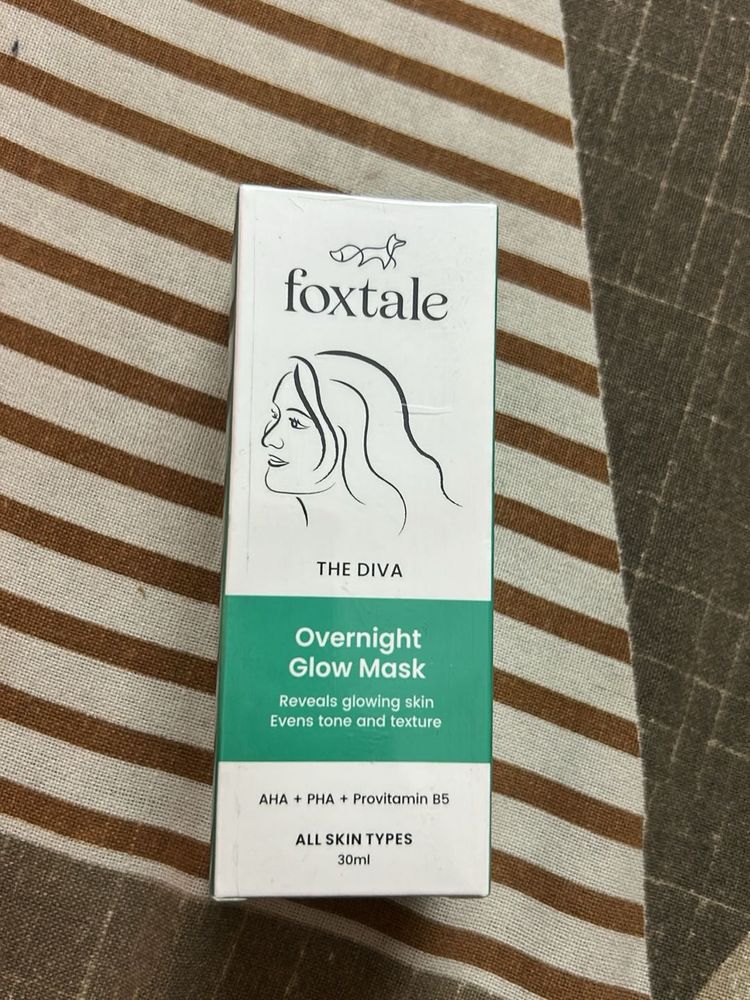 foxtale
THE DIVA
Overnight
Glow Mask
Reveals glowing skin
Evens tone and texture
AHA + PHA + Provitamin B5
ALL SKIN TYPES
30ml